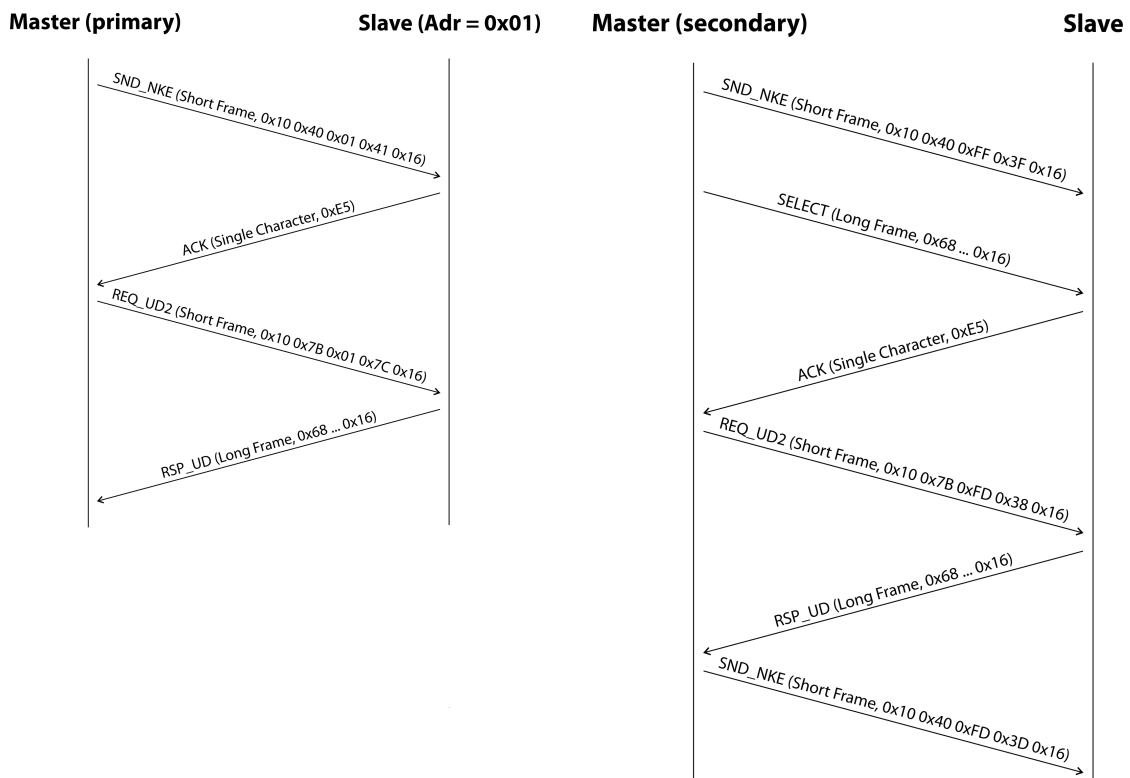 Master (primary)
Slave (Adr = 0x01)
SND_NKE (Short Frame, 0x10 0x40 0x01 0x41 0x16)
ACK (Single Character, 0xE5)
REQ_UD2 (Short Frame, 0x10 0x7B 0x01 0x7C 0x16)
RSP_UD (Long Frame, 0x68 ... 0x16)
Master (secondary)
Slave
SND_NKE (Short Frame, 0x10 0x40 0xFF 0x3F 0x16)
SELECT (Long Frame, 0x68 ... 0x16)
ACK (Single Character, 0xE5)
REQ_UD2 (Short Frame, 0x10 0x7B 0xFD 0x38 0x16)
RSP_UD (Long Frame, 0x68 ... 0x16)
SND_NKE (Short Frame, 0x10 0x40 0xFD 0x3D 0x16)